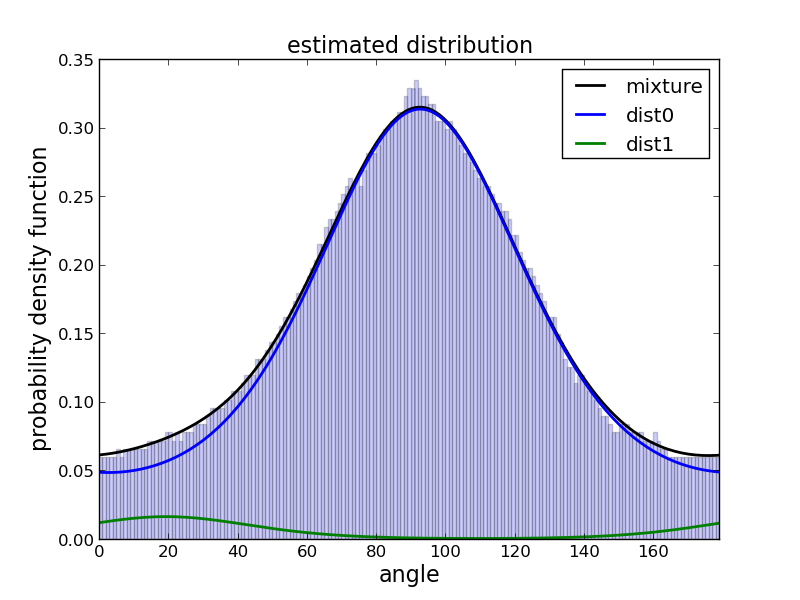 estimated distribution
mixture
dist0
dist1
probability density function
0.35
0.30
0.25
0.20
0.15
0.10
0.05
0.00
0 20 40 60 80 100 120 140 160
angle